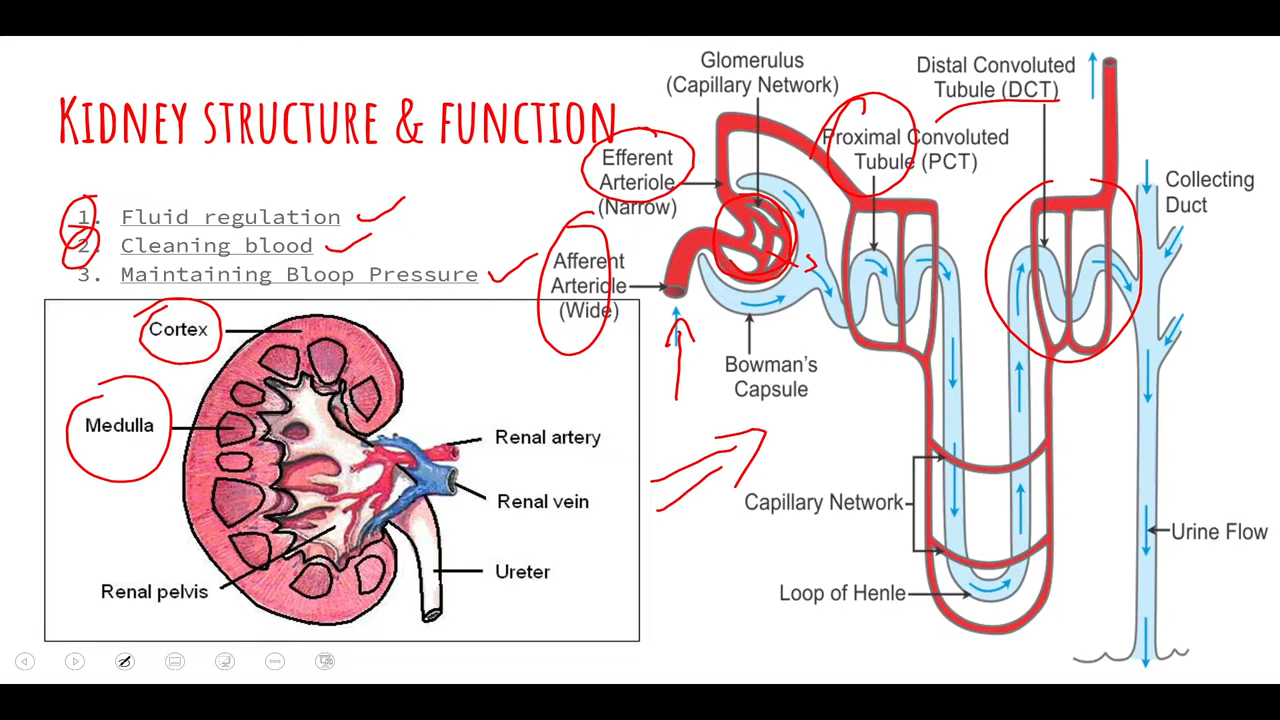 KIDNEY STRUCTURE & FUNCTION
1. Fluid regulation
2. Cleaning blood
3. Maintaining Bloop Pressure
Cortex
Medulla
Renal pelvis
Renal artery
Renal vein
Ureter
Glomerulus
(Capillary Network)
Distal Convoluted
Tubule (DCT)
Proximal Convoluted
Tubule (PCT)
Efferent
Arteriole
(Narrow)
Afferent
Arteriole
(Wide)
Collecting
Duct
Bowman's
Capsule
Capillary Network
Loop of Henle
Urine Flow